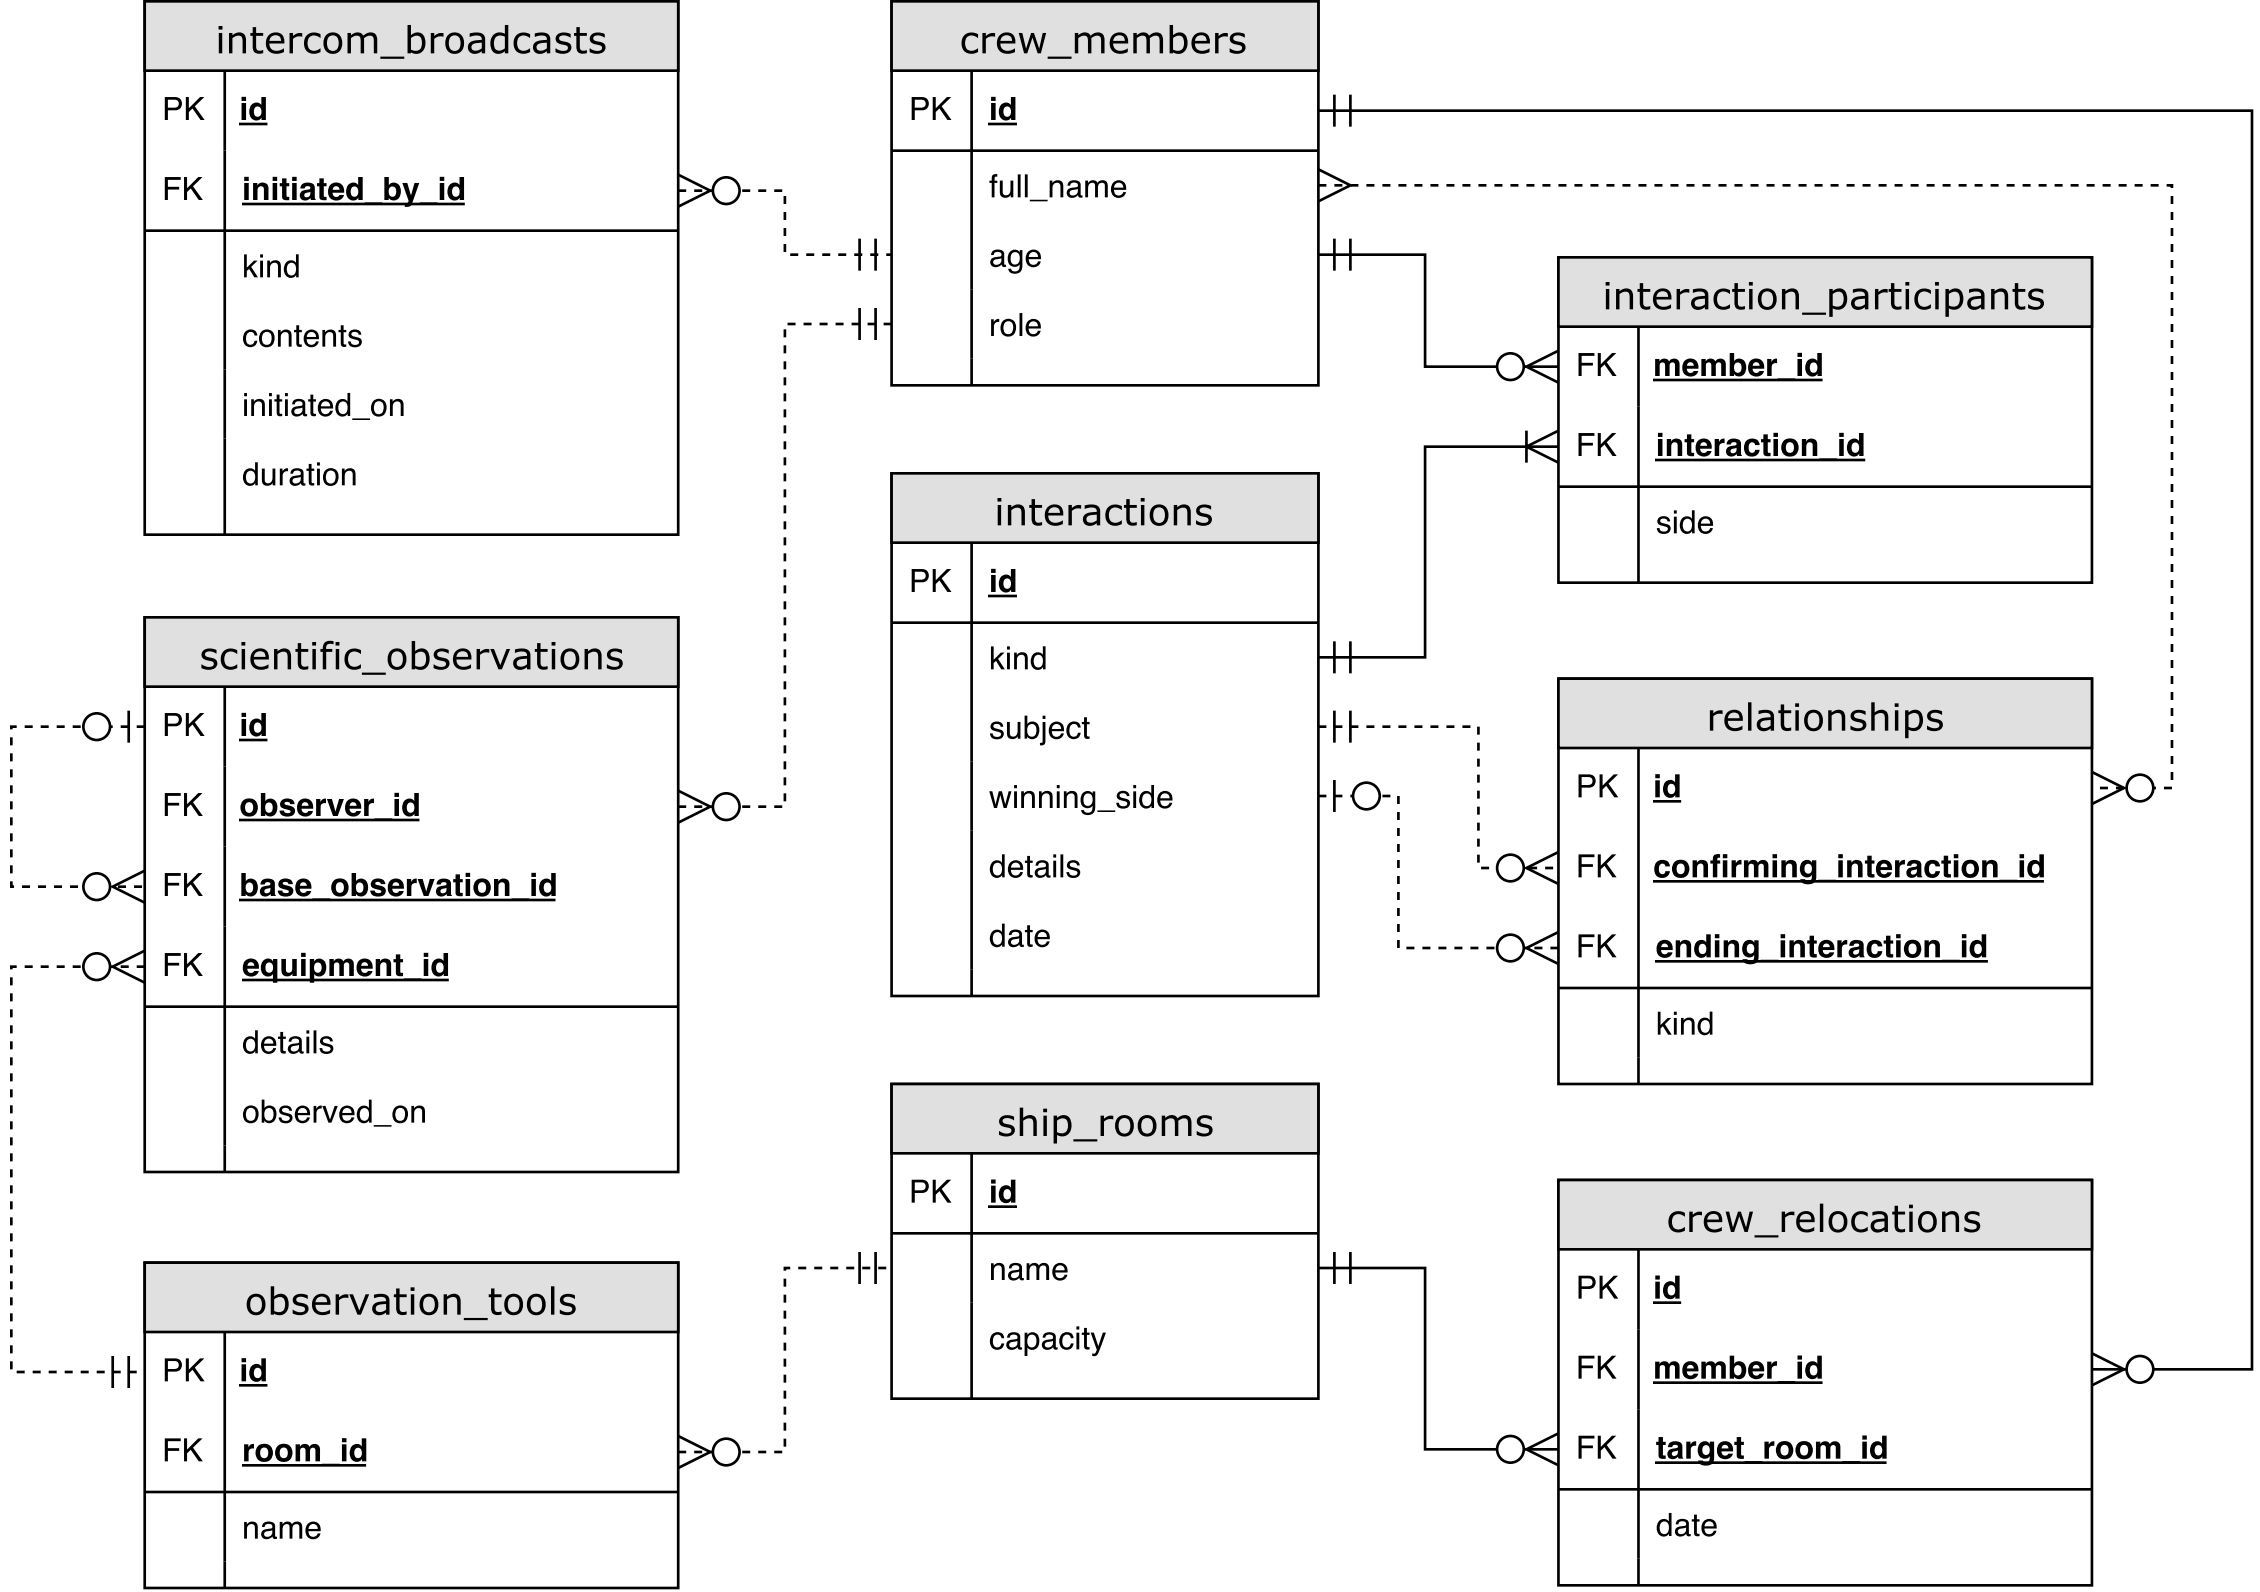 intercom_broadcasts
PK id
FK initiated_by_id
kind
contents
initiated_on
duration
crew_members
PK id
full_name
age
role
interaction_participants
FK member_id
FK interaction_id
side
interactions
PK id
kind
subject
winning_side
details
date
scientific_observations
PK id
FK observer_id
FK base_observation_id
FK equipment_id
details
observed_on
relationships
PK id
FK confirming_interaction_id
FK ending_interaction_id
kind
ship_rooms
PK id
name
capacity
crew_relocations
PK id
FK member_id
FK target_room_id
date
observation_tools
PK id
FK room_id
name